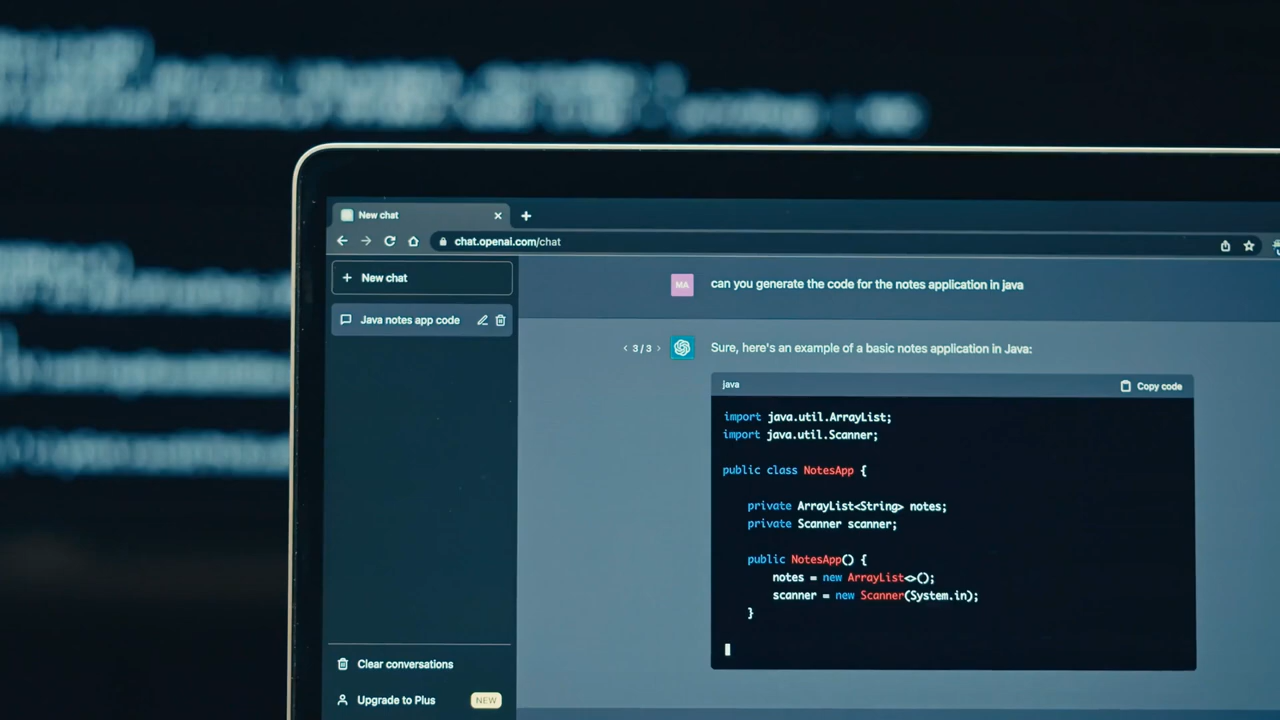 New chat
chat.openai.com/chat
New chat
Java notes app code
MA
can you generate the code for the notes application in java
3/3
Sure, here's an example of a basic notes application in Java:
java
Copy code
import java.util.ArrayList;
import java.util.Scanner;
public class NotesApp {
private ArrayList<String> notes;
private Scanner scanner;
public NotesApp() {
notes = new ArrayList<>();
scanner = new Scanner(System.in);
}
Clear conversations
Upgrade to Plus NEW